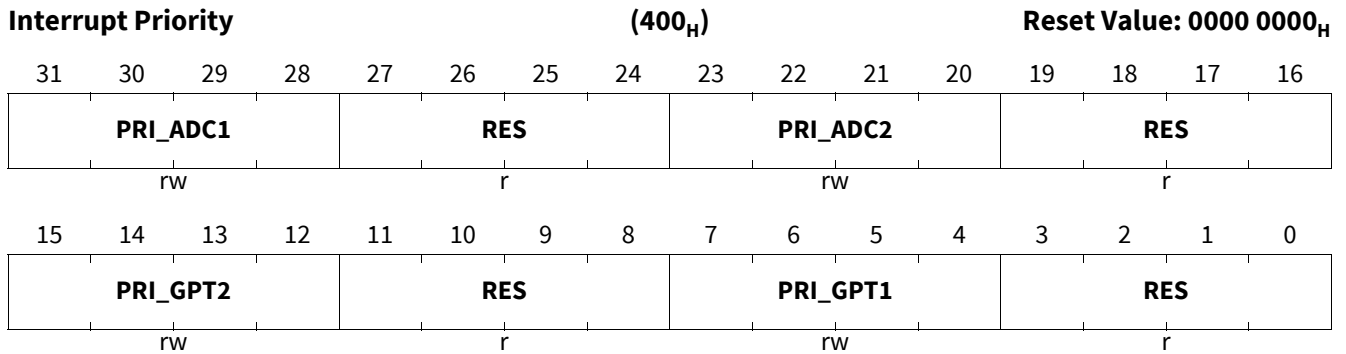 Interrupt Priority (400H) Reset Value: 0000 0000H
31 30 29 28 27 26 25 24 23 22 21 20 19 18 17 16
PRI_ADC1 RES PRI_ADC2 RES
rw r rw r
15 14 13 12 11 10 9 8 7 6 5 4 3 2 1 0
PRI_GPT2 RES PRI_GPT1 RES
rw r rw r